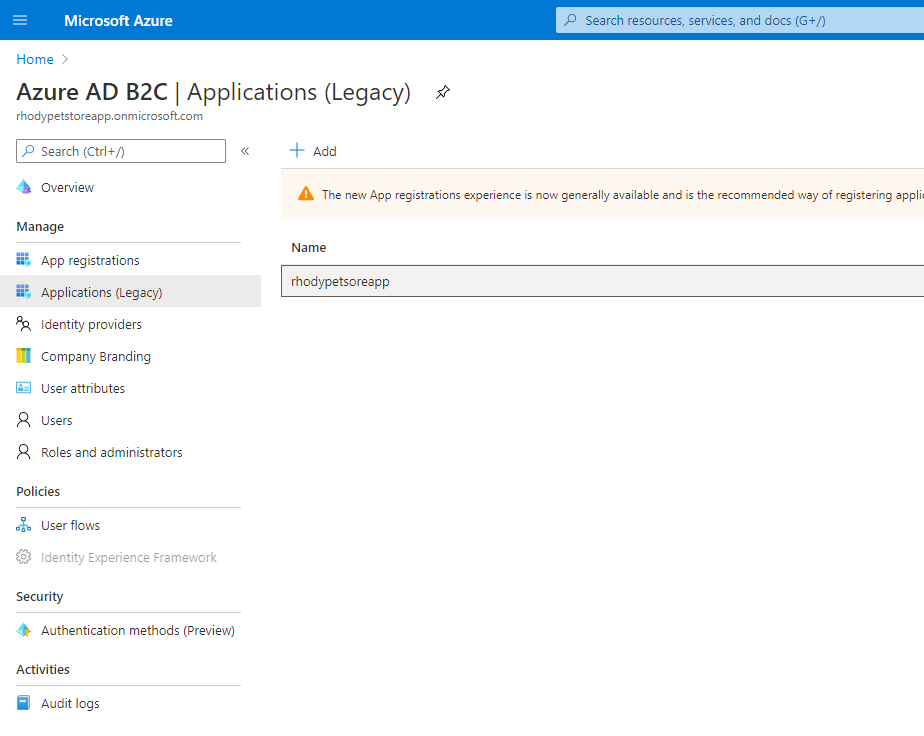 Microsoft Azure
Search resources, services, and docs (G+/)
Home
Azure AD B2C | Applications (Legacy)
rhodypetstoreapp.onmicrosoft.com
Search (Ctrl+/)
«
Add
Overview
The new App registrations experience is now generally available and is the recommended way of registering appli
Manage
Name
App registrations
rhodypetsoreapp
Applications (Legacy)
Identity providers
Company Branding
User attributes
Users
Roles and administrators
Policies
User flows
Identity Experience Framework
Security
Authentication methods (Preview)
Activities
Audit logs